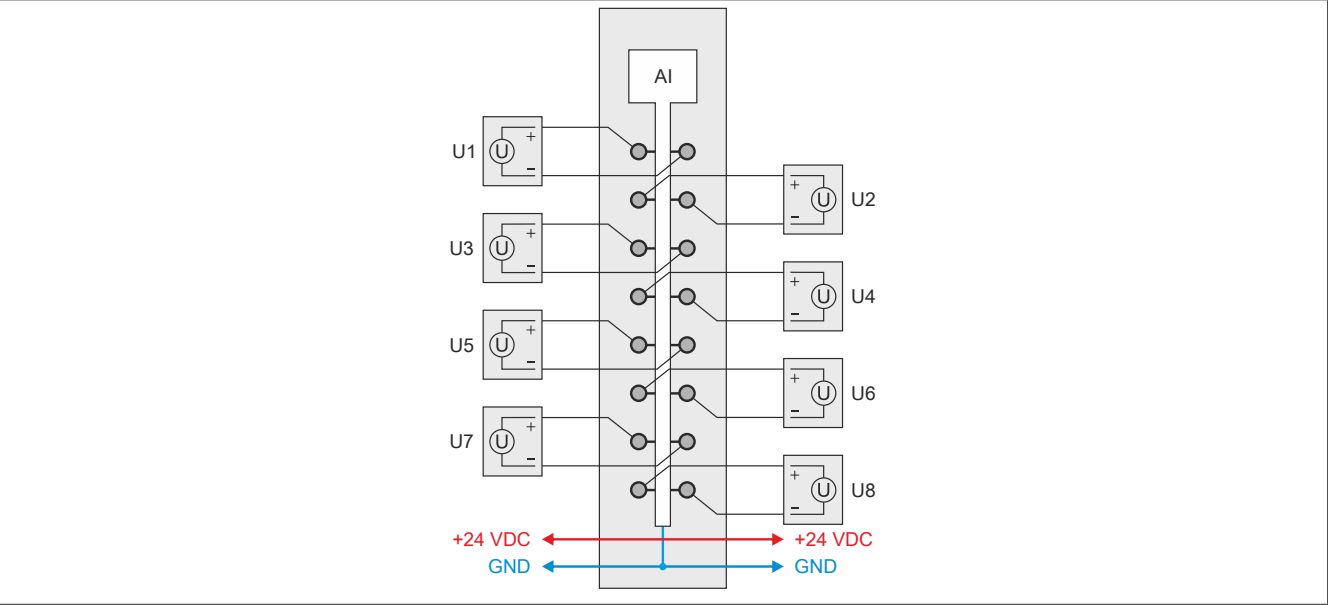 AI
U1 U + −
+ − U U2
U3 U + −
+ − U U4
U5 U + −
+ − U U6
U7 U + −
+ − U U8
+24 VDC +24 VDC
GND GND